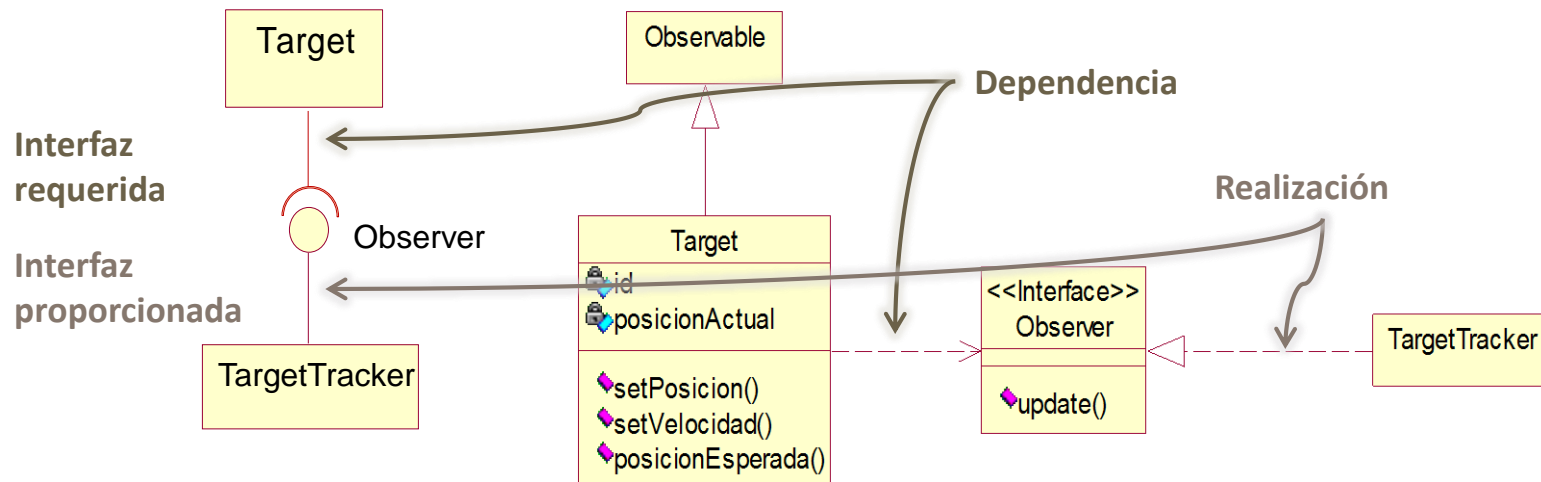 Target
Observable
Dependencia
Interfaz
requerida
Realización
Observer
Target
Interfaz
proporcionada
id
posicionActual
<<Interface>>
Observer
TargetTracker
TargetTracker
setPosicion()
setVelocidad()
posicionEsperada()
update()